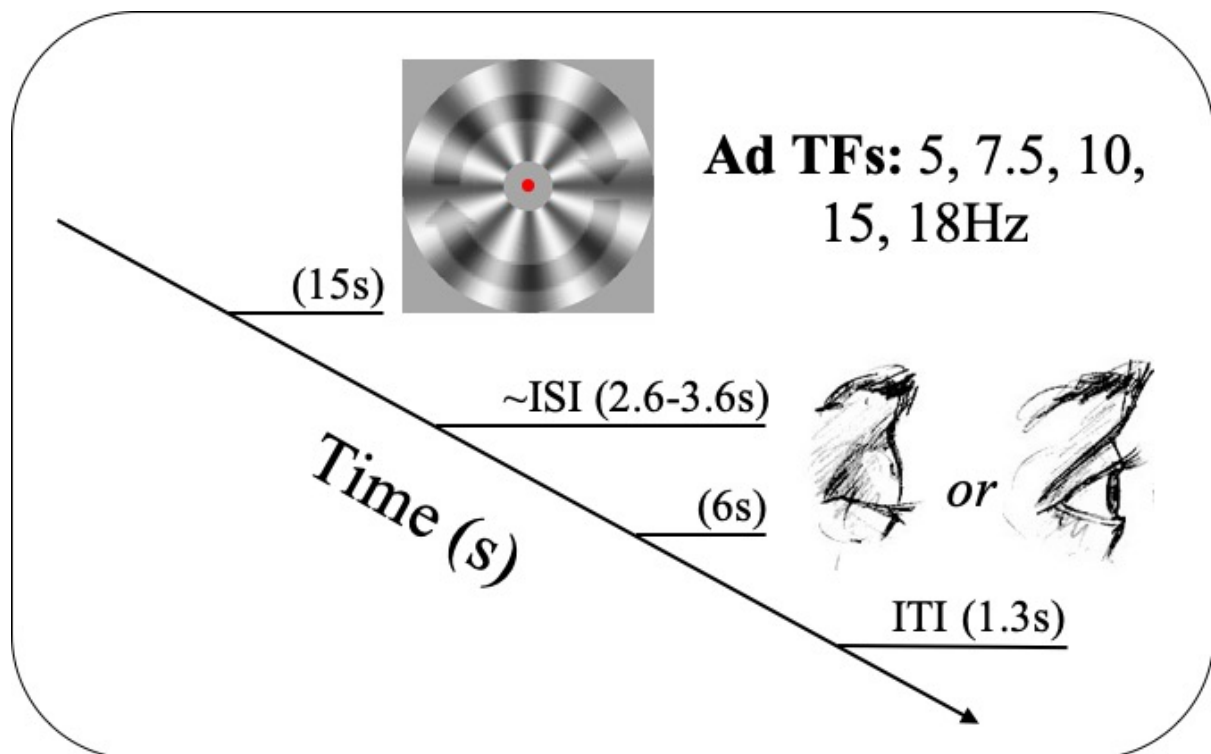 Ad TFs: 5, 7.5, 10,
15, 18Hz
(15s)
~ISI (2.6-3.6s)
Time (s)
(6s)
or
ITI (1.3s)